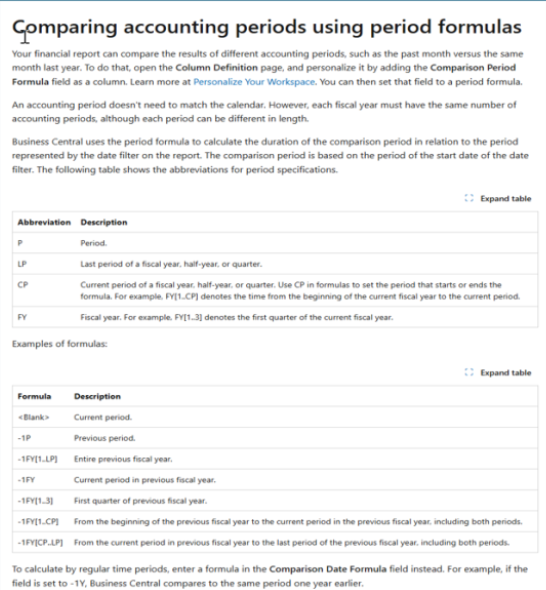 Comparing accounting periods using period formulas
Your financial report can compare the results of different accounting periods, such as the past month versus the same
month last year. To do that, open the Column Definition page, and personalize it by adding the Comparison Period
Formula field as a column. Learn more at Personalize Your Workspace. You can then set that field to a period formula.
An accounting period doesn't need to match the calendar. However, each fiscal year must have the same number of
accounting periods, although each period can be different in length.
Business Central uses the period formula to calculate the duration of the comparison period in relation to the period
represented by the date filter on the report. The comparison period is based on the period of the start date of the date
filter. The following table shows the abbreviations for period specifications.
Expand table
Abbreviation Description
P Period.
LP Last period of a fiscal year, half-year, or quarter.
CP Current period of a fiscal year, half-year, or quarter. Use CP in formulas to set the period that starts or ends the
formula. For example, FY[1..CP] denotes the time from the beginning of the current fiscal year to the current period.
FY Fiscal year. For example, FY[1..3] denotes the first quarter of the current fiscal year.
Examples of formulas:
Expand table
Formula Description
<Blank> Current period.
-1P Previous period.
-1FY[1..LP] Entire previous fiscal year.
-1FY Current period in previous fiscal year.
-1FY[1..3] First quarter of previous fiscal year.
-1FY[1..CP] From the beginning of the previous fiscal year to the current period in the previous fiscal year, including both periods.
-1FY[CP..LP] From the current period in previous fiscal year to the last period of the previous fiscal year, including both periods.
To calculate by regular time periods, enter a formula in the Comparison Date Formula field instead. For example, if the
field is set to -1Y, Business Central compares to the same period one year earlier.